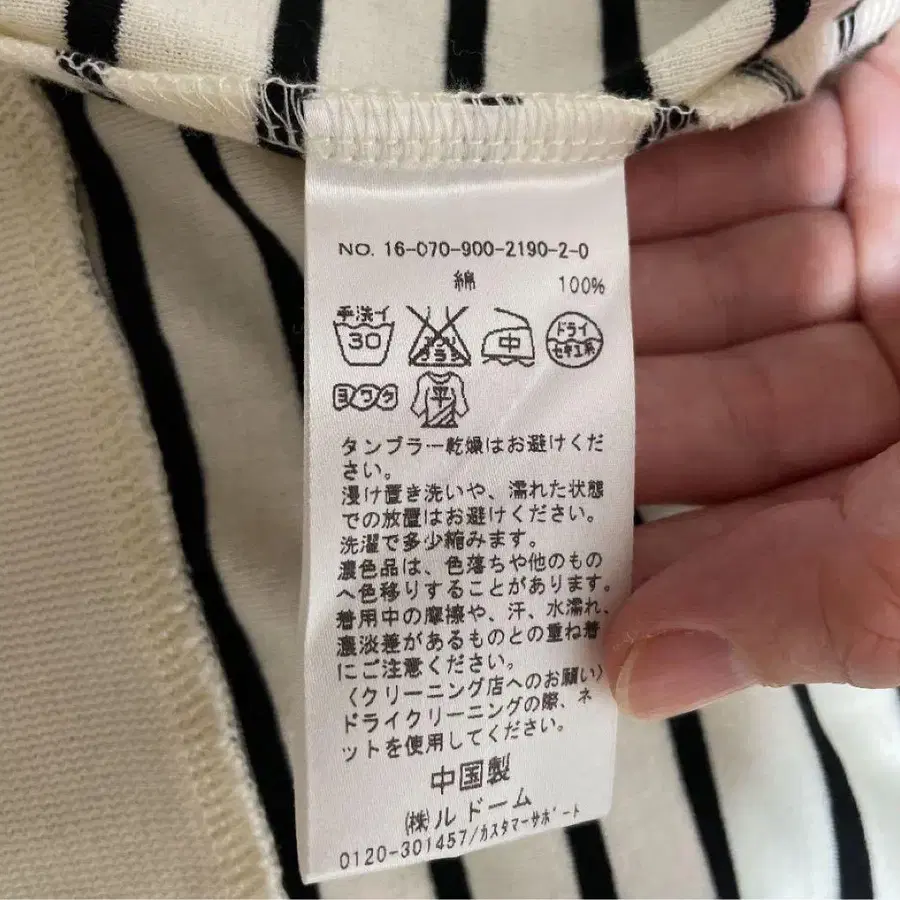 NO. 16-070-900-2190-2-0
綿 100%
手洗イ
30
エンソサラシ
中
ドライ
セキユ系
ヨワク
平
タンブラー乾燥はお避けくだ
さい。
浸け置き洗いや、濡れた状態
での放置はお避けください。
洗濯で多少縮みます。
濃色品は、色落ちや他のもの
へ色移りすることがあります。
着用中の摩擦や、汗、水濡れ、
濃淡差があるものとの重ね着
にご注意ください。
〈クリーニング店へのお願い〉
ドライクリーニングの際、ネ
ットを使用してください。
中国製
㈱ルドーム
0120-301457/カスタマーサポート